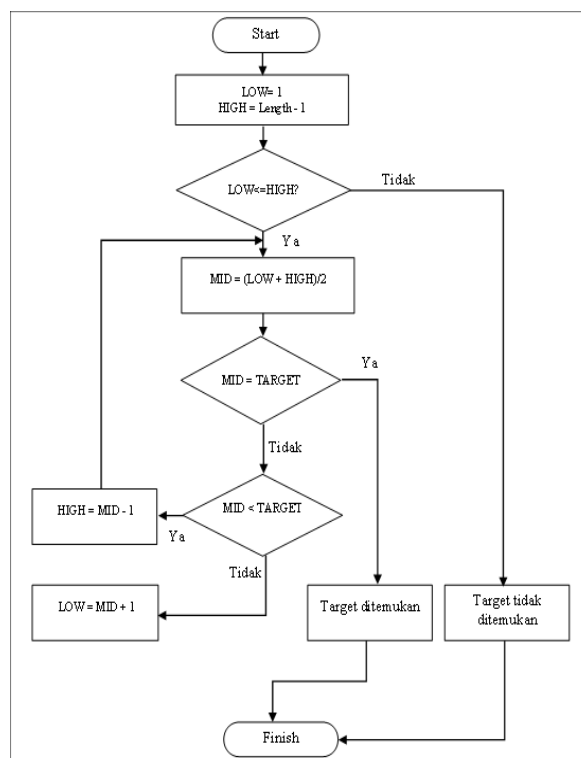 Start
LOW= 1
HIGH = Length - 1
LOW<=HIGH?
Tidak
Ya
MID = (LOW + HIGH)/2
MID = TARGET
Ya
Tidak
MID < TARGET
HIGH = MID - 1
Ya
Tidak
LOW = MID + 1
Target ditemukan
Target tidak
ditemukan
Finish